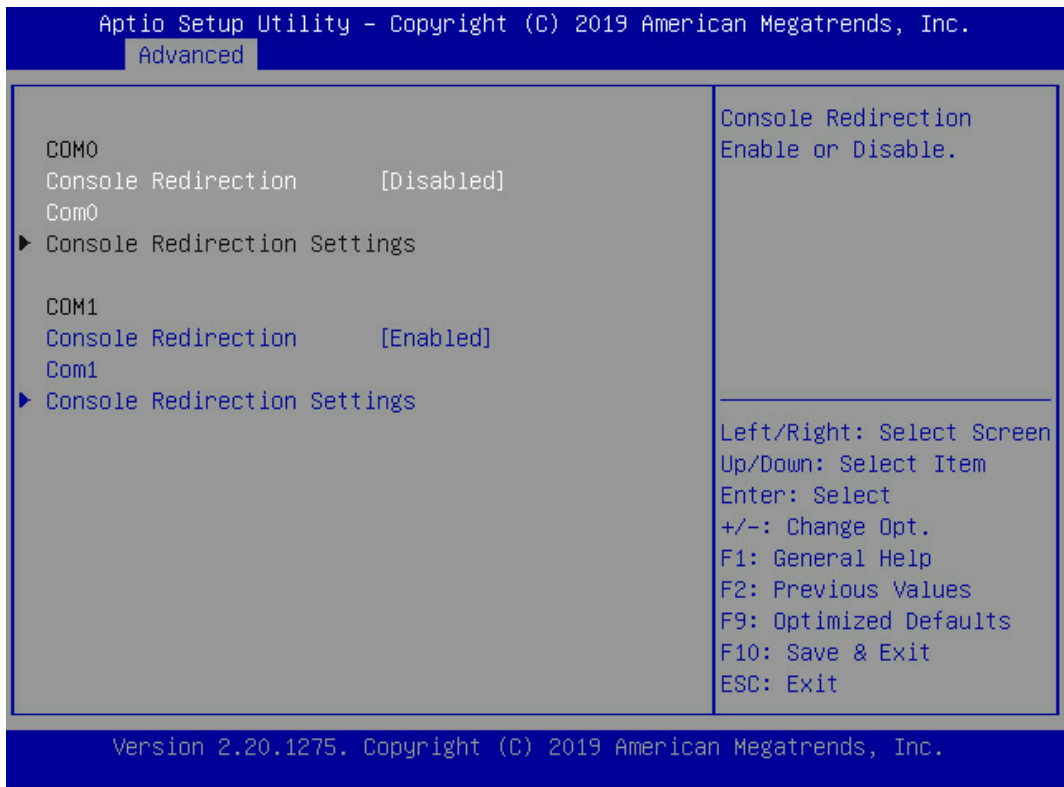 Aptio Setup Utility – Copyright (C) 2019 American Megatrends, Inc.
Advanced
COM0
Console Redirection [Disabled]
Com0
▶ Console Redirection Settings
COM1
Console Redirection [Enabled]
Com1
▶ Console Redirection Settings
Console Redirection
Enable or Disable.
Left/Right: Select Screen
Up/Down: Select Item
Enter: Select
+/-: Change Opt.
F1: General Help
F2: Previous Values
F9: Optimized Defaults
F10: Save & Exit
ESC: Exit
Version 2.20.1275. Copyright (C) 2019 American Megatrends, Inc.